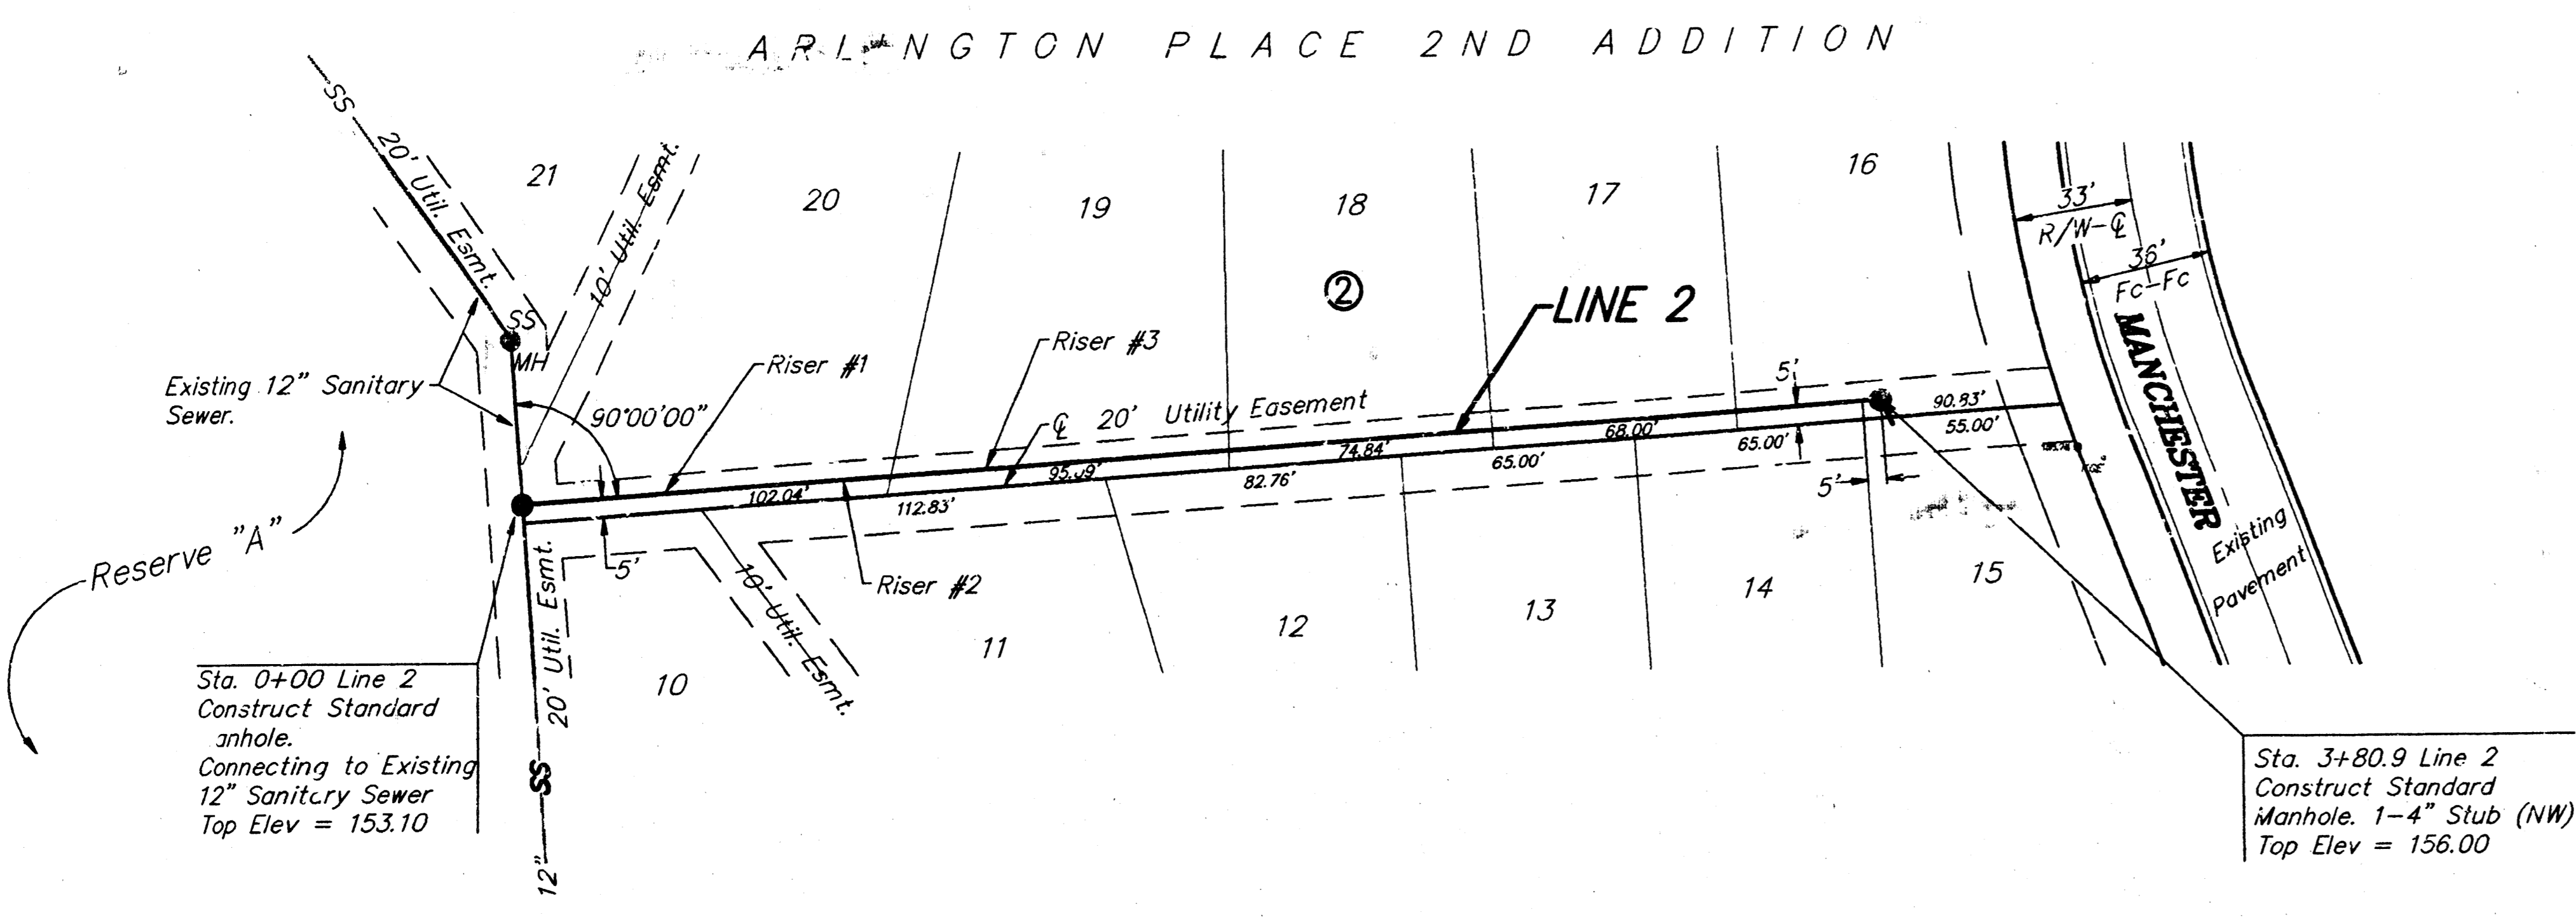 ARLINGTON PLACE 2ND ADDITION
SS
20' Util. Esmt.
21
10' Util. Esmt.
20
19
18
17
16
33'
R/W-℄
36'
Fc-Fc
MANCHESTER
Existing
Pavement
②
LINE 2
SS
MH
Riser #1
Riser #3
Existing 12" Sanitary
Sewer.
90°00'00"
℄ 20' Utility Easement
5'
90.83'
55.00'
68.00'
65.00'
74.84'
65.00'
82.76'
102.04'
112.83'
5'
5'
Riser #2
Reserve "A"
20' Util. Esmt.
10' Util. Esmt.
10
11
12
13
14
15
Sta. 0+00 Line 2
Construct Standard
anhole.
Connecting to Existing
12" Sanitary Sewer
Top Elev = 153.10
SS
12"
Sta. 3+80.9 Line 2
Construct Standard
Manhole. 1-4" Stub (NW)
Top Elev = 156.00